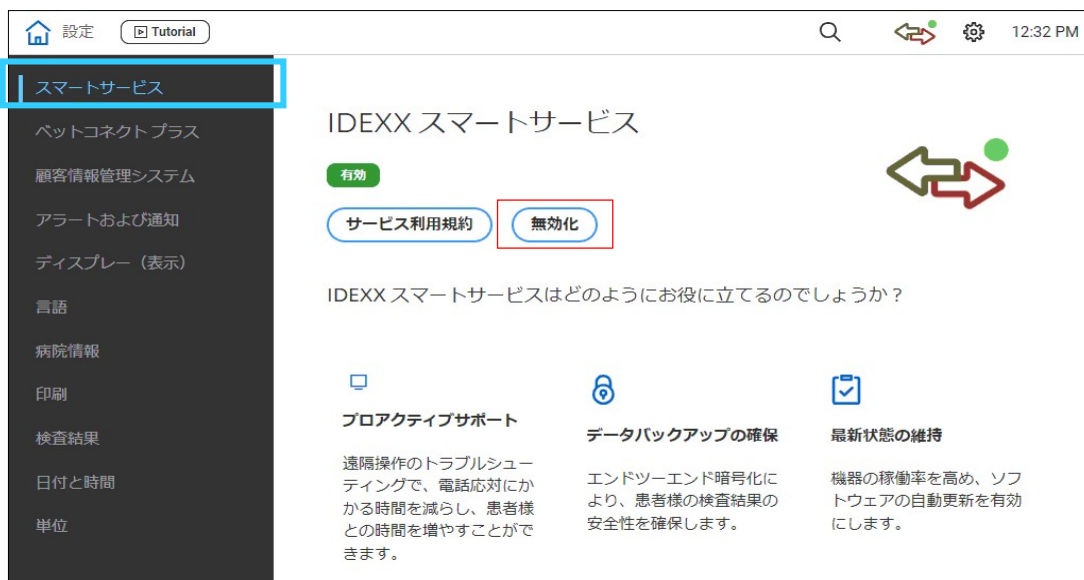 設定
Tutorial
12:32 PM
スマートサービス
ベットコネクト プラス
顧客情報管理システム
アラートおよび通知
ディスプレー（表示）
言語
病院情報
印刷
検査結果
日付と時間
単位
IDEXX スマートサービス
有効
サービス利用規約
無効化
IDEXX スマートサービスはどのようにお役に立てるのでしょうか？
プロアクティブサポート
遠隔操作のトラブルシュー
ティングで、電話応対にか
かる時間を減らし、患者様
との時間を増やすことがで
きます。
データバックアップの確保
エンドツーエンド暗号化に
より、患者様の検査結果の
安全性を確保します。
最新状態の維持
機器の稼働率を高め、ソフ
トウェアの自動更新を有効
にします。